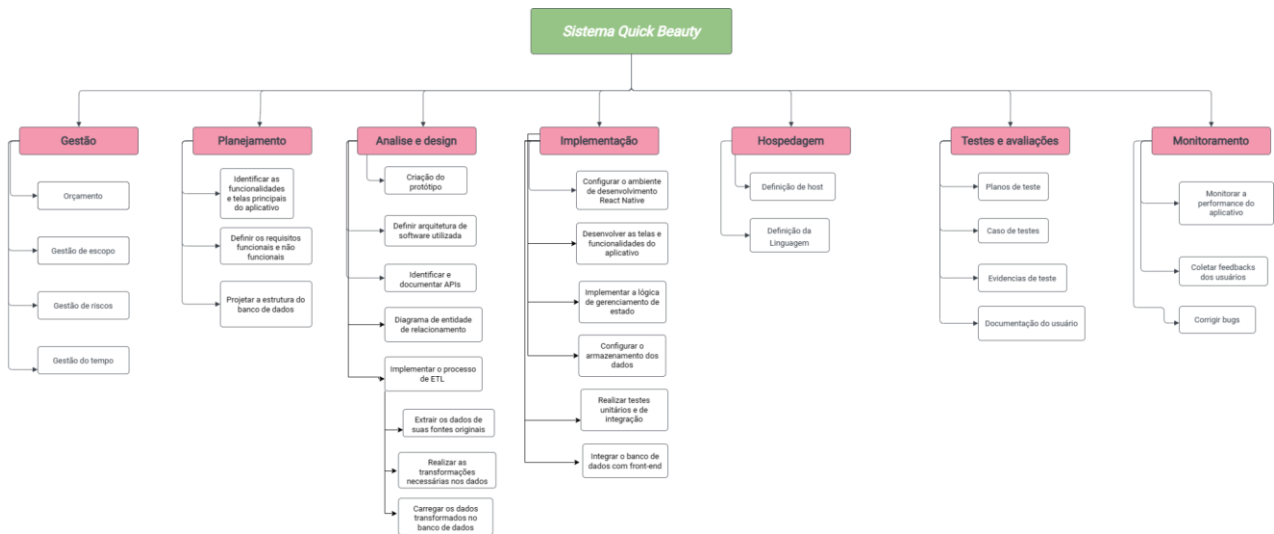 Sistema Quick Beauty
Gestão
Orçamento
Gestão de escopo
Gestão de riscos
Gestão do tempo
Planejamento
Identificar as
funcionalidades
e telas principais
do aplicativo
Definir os requisitos
funcionais e não
funcionais
Projetar a estrutura do
banco de dados
Analise e design
Criação do
protótipo
Definir arquitetura de
software utilizada
Identificar e
documentar APIs
Diagrama de entidade
de relacionamento
Implementar o processo
de ETL
Extrair os dados de
suas fontes originais
Realizar as
transformações
necessárias nos dados
Carregar os dados
transformados no
banco de dados
Implementação
Configurar o ambiente
de desenvolvimento
React Native
Desenvolver as telas e
funcionalidades do
aplicativo
Implementar a lógica
de gerenciamento de
estado
Configurar o
armazenamento dos
dados
Realizar testes
unitários e de
integração
Integrar o banco de
dados com front-end
Hospedagem
Definição de host
Definição da
Linguagem
Testes e avaliações
Planos de teste
Caso de testes
Evidencias de teste
Documentação do usuário
Monitoramento
Monitorar a
performance do
aplicativo
Coletar feedbacks
dos usuários
Corrigir bugs